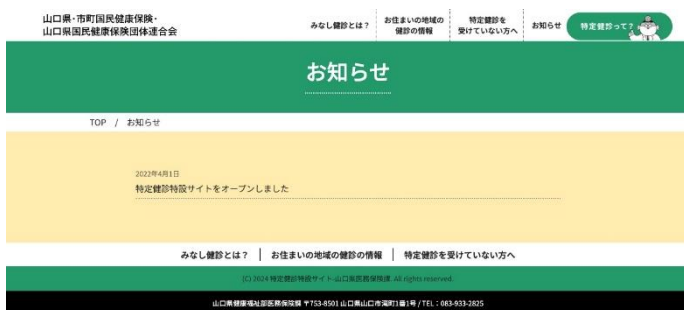 山口県・市町国民健康保険・
山口県国民健康保険団体連合会
みなし健診とは？
お住まいの地域の
健診の情報
特定健診を
受けていない方へ
お知らせ
特定健診って？
お知らせ
TOP / お知らせ
2022年4月1日
特定健診特設サイトをオープンしました
みなし健診とは？ │ お住まいの地域の健診の情報 │ 特定健診を受けていない方へ
(C) 2024 特定健診特設サイト-山口県医務保険課. All rights reserved.
山口県健康福祉部医務保険課 〒753-8501 山口県山口市滝町1番1号 / TEL：083-933-2825